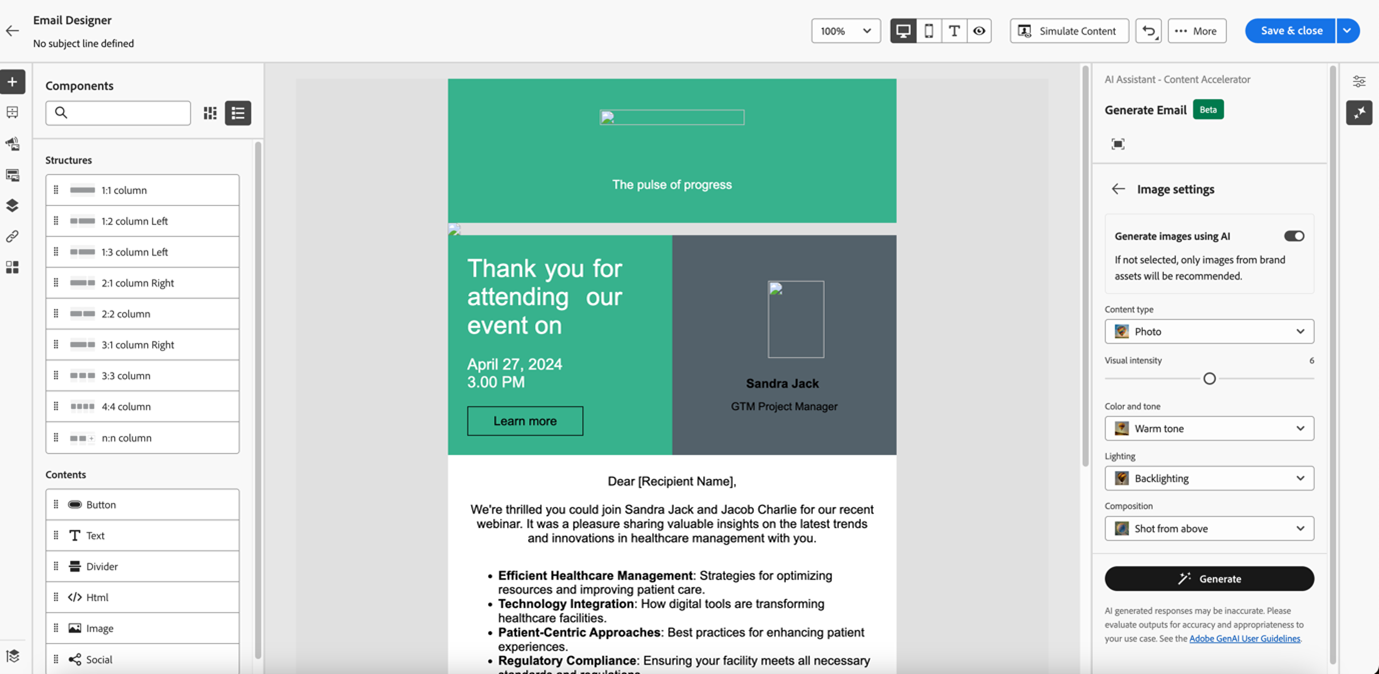 Email Designer
No subject line defined
100%
Simulate Content
More
Save & close
Components
Structures
1:1 column
1:2 column Left
1:3 column Left
2:1 column Right
2:2 column
3:1 column Right
3:3 column
4:4 column
n:n column
Contents
Button
Text
Divider
Html
Image
Social
The pulse of progress
Thank you for
attending our
event on
April 27, 2024
3.00 PM
Learn more
Sandra Jack
GTM Project Manager
Dear [Recipient Name],
We're thrilled you could join Sandra Jack and Jacob Charlie for our recent
webinar. It was a pleasure sharing valuable insights on the latest trends
and innovations in healthcare management with you.
• Efficient Healthcare Management: Strategies for optimizing
resources and improving patient care.
• Technology Integration: How digital tools are transforming
healthcare facilities.
• Patient-Centric Approaches: Best practices for enhancing patient
experiences.
• Regulatory Compliance: Ensuring your facility meets all necessary
standards and regulations.
AI Assistant - Content Accelerator
Generate Email Beta
Image settings
Generate images using AI
If not selected, only images from brand
assets will be recommended.
Content type
Photo
Visual intensity 6
Color and tone
Warm tone
Lighting
Backlighting
Composition
Shot from above
Generate
AI generated responses may be inaccurate. Please
evaluate outputs for accuracy and appropriateness to
your use case. See the Adobe GenAI User Guidelines.